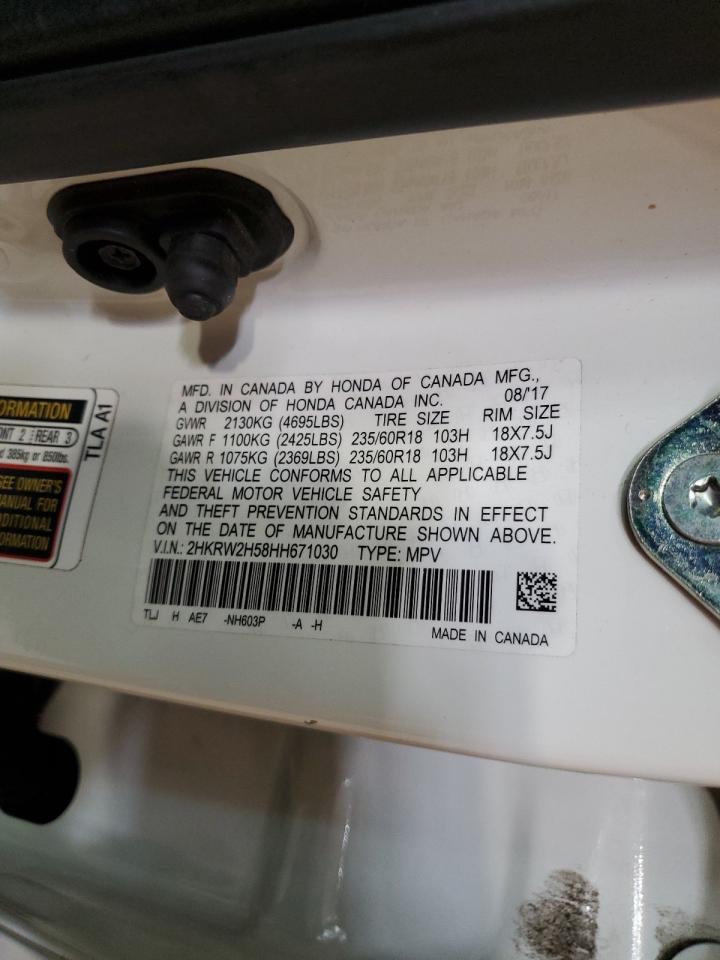 MFD. IN CANADA BY HONDA OF CANADA MFG.,
A DIVISION OF HONDA CANADA INC. 08/'17
GVWR 2130KG (4695LBS) TIRE SIZE RIM SIZE
GAWR F 1100KG (2425LBS) 235/60R18 103H 18X7.5J
GAWR R 1075KG (2369LBS) 235/60R18 103H 18X7.5J
THIS VEHICLE CONFORMS TO ALL APPLICABLE
FEDERAL MOTOR VEHICLE SAFETY
AND THEFT PREVENTION STANDARDS IN EFFECT
ON THE DATE OF MANUFACTURE SHOWN ABOVE.
V.I.N.: 2HKRW2H58HH671030 TYPE: MPV
TLJ H AE7 -NH603P -A -H
MADE IN CANADA
ORMATION
ONT 2 REAR 3
d 385kg or 850lbs.
SEE OWNER'S
MANUAL FOR
DDITIONAL
ORMATION
TLA A1